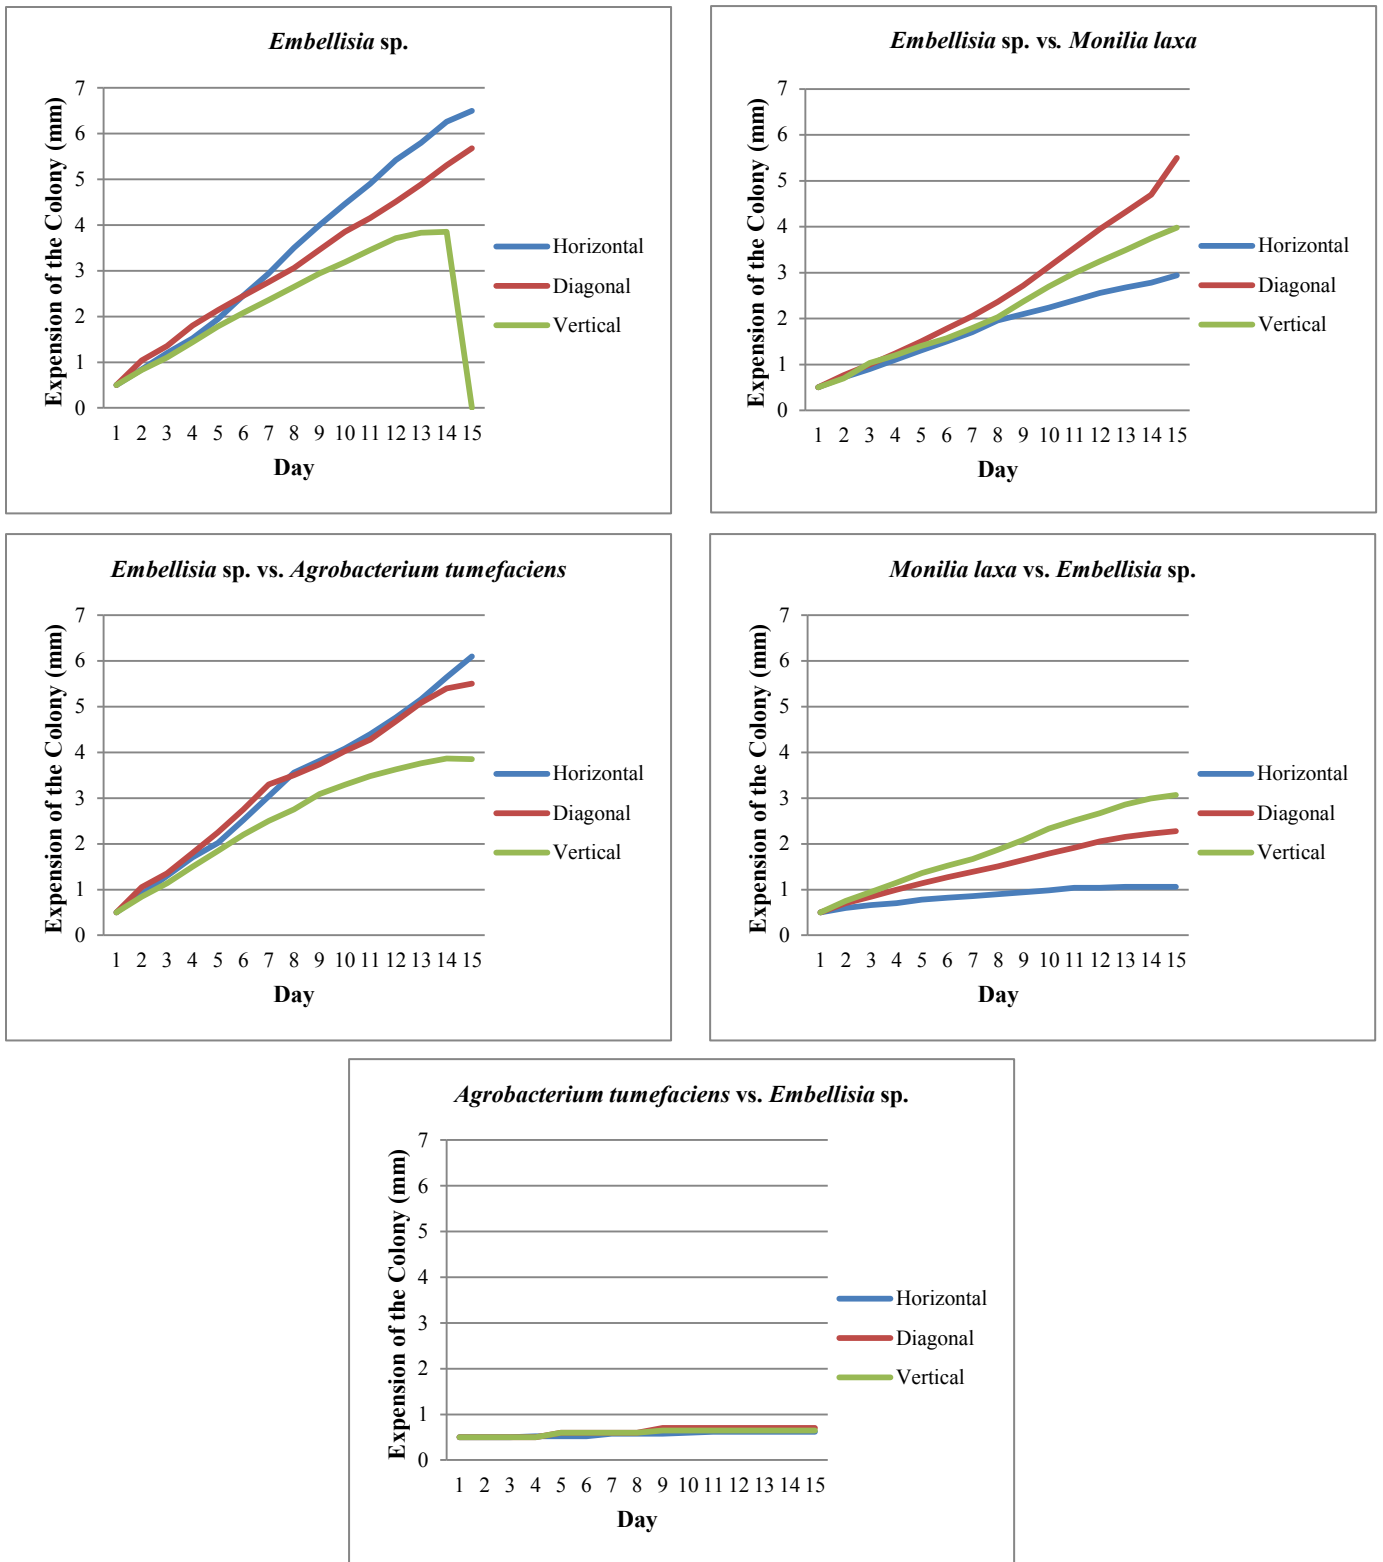 Embellisia sp.
Expension of the Colony (mm)
7
6
5
4
3
2
1
0
1 2 3 4 5 6 7 8 9 10 11 12 13 14 15
Day
Horizontal
Diagonal
Vertical
Embellisia sp. vs. Monilia laxa
Expension of the Colony (mm)
7
6
5
4
3
2
1
0
1 2 3 4 5 6 7 8 9 10 11 12 13 14 15
Day
Horizontal
Diagonal
Vertical
Embellisia sp. vs. Agrobacterium tumefaciens
Expension of the Colony (mm)
7
6
5
4
3
2
1
0
1 2 3 4 5 6 7 8 9 10 11 12 13 14 15
Day
Horizontal
Diagonal
Vertical
Monilia laxa vs. Embellisia sp.
Expension of the Colony (mm)
7
6
5
4
3
2
1
0
1 2 3 4 5 6 7 8 9 10 11 12 13 14 15
Day
Horizontal
Diagonal
Vertical
Agrobacterium tumefaciens vs. Embellisia sp.
Expension of the Colony (mm)
7
6
5
4
3
2
1
0
1 2 3 4 5 6 7 8 9 10 11 12 13 14 15
Day
Horizontal
Diagonal
Vertical